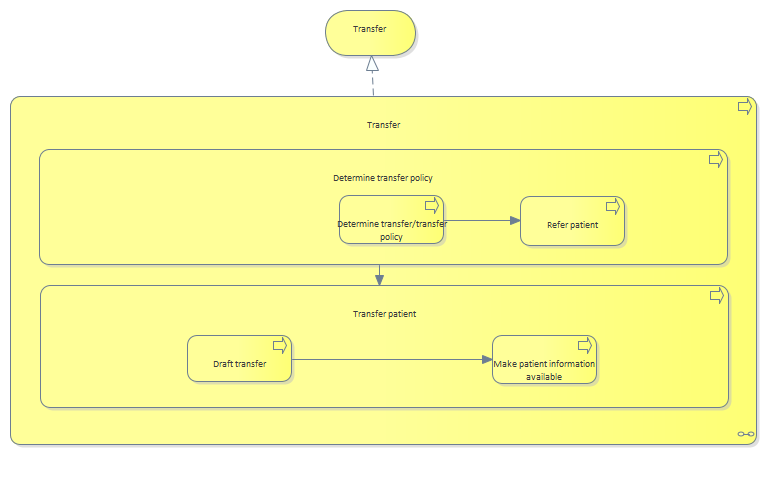 Transfer
Transfer
Determine transfer policy
Determine transfer/transfer
policy
Refer patient
Transfer patient
Draft transfer
Make patient information
available